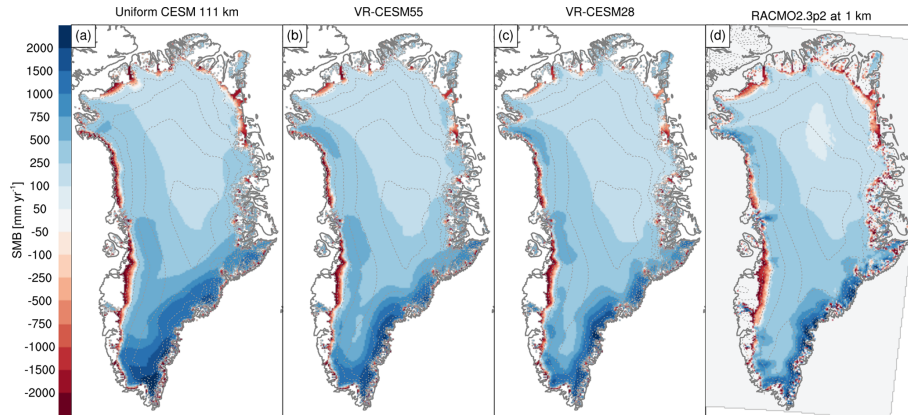 Uniform CESM 111 km
VR-CESM55
VR-CESM28
RACMO2.3p2 at 1 km
(a)
(b)
(c)
(d)
SMB [mm yr⁻¹]
2000
1500
1000
750
500
250
100
50
-50
-100
-250
-500
-750
-1000
-1500
-2000